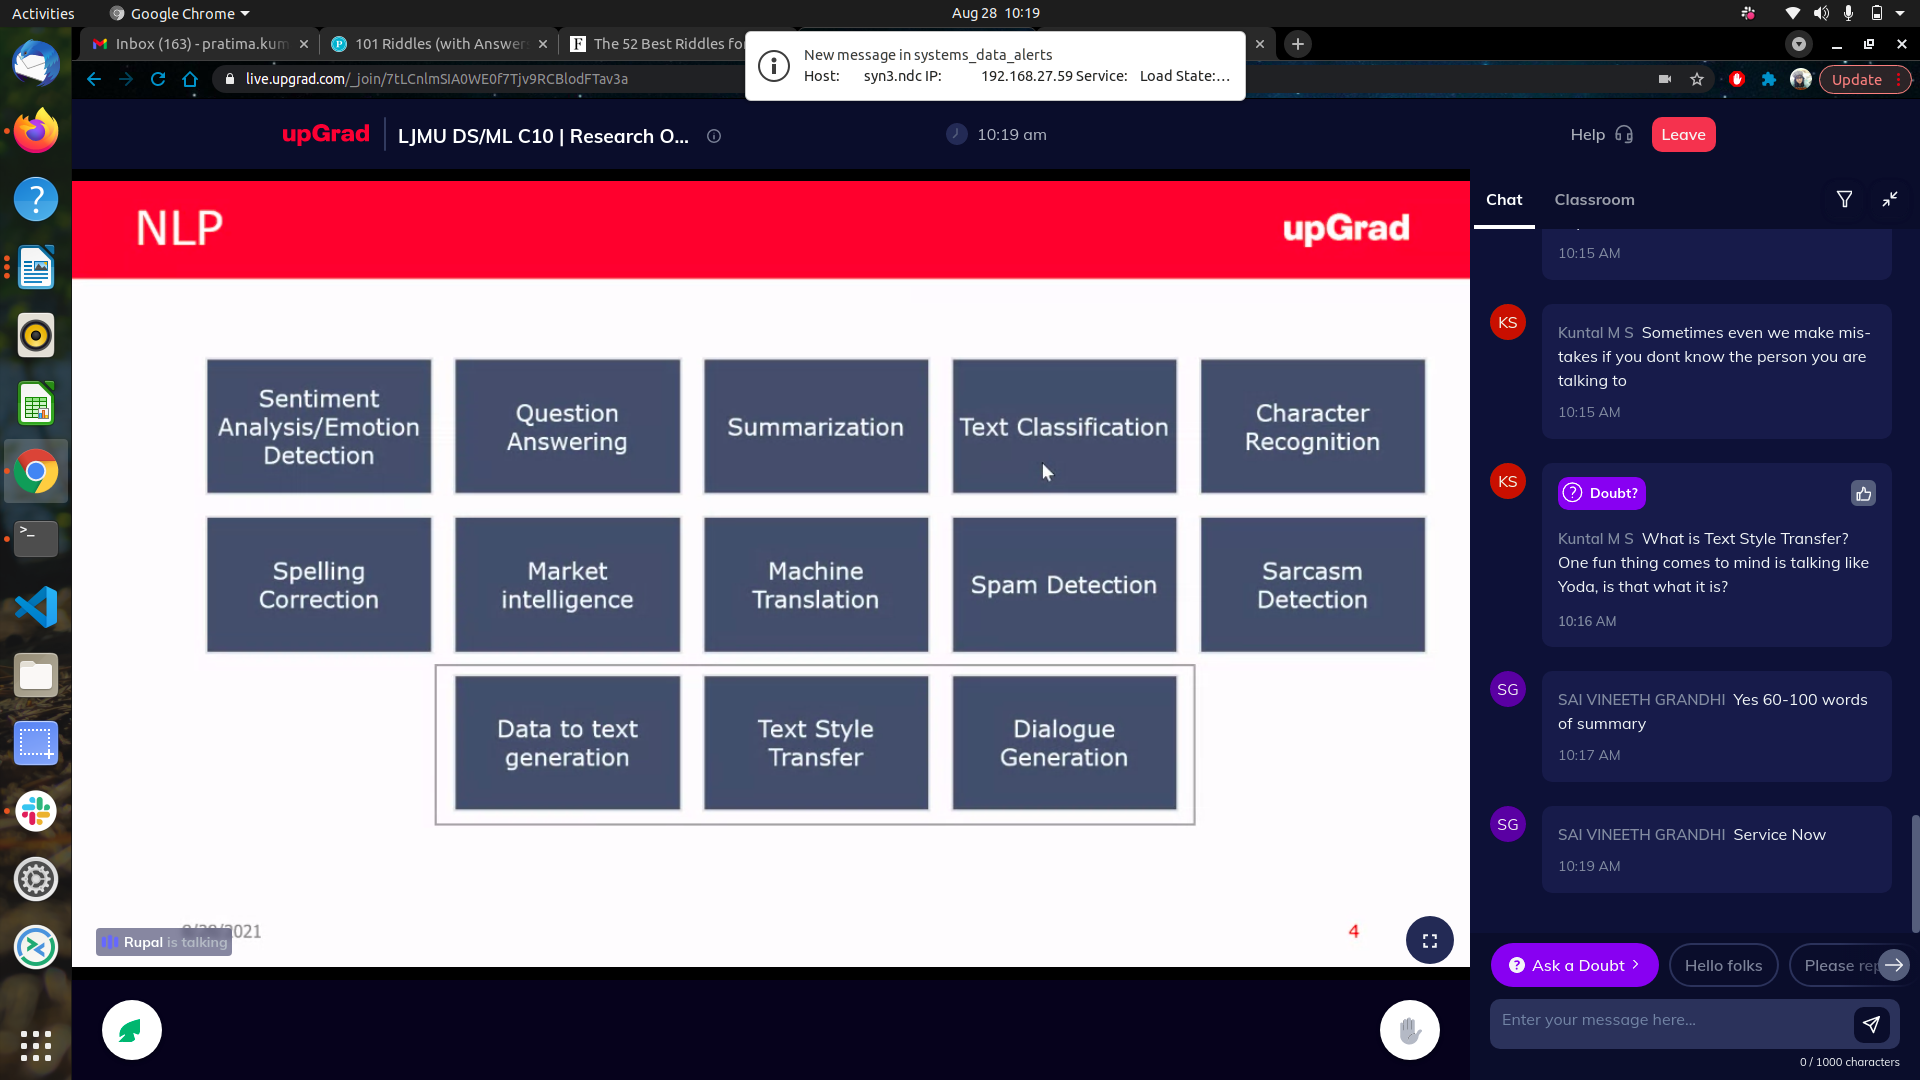 Activities
Google Chrome
Aug 28 10:19
Inbox (163) - pratima.kum
101 Riddles (with Answer
The 52 Best Riddles fo
New message in systems_data_alerts
Host: syn3.ndc IP: 192.168.27.59 Service: Load State:...
live.upgrad.com/_join/7tLCnlmSIA0WE0f7Tjv9RCBlodFTav3a
Update
upGrad
LJMU DS/ML C10 | Research O...
10:19 am
Help
Leave
NLP
upGrad
Sentiment
Analysis/Emotion
Detection
Question
Answering
Summarization
Text Classification
Character
Recognition
Spelling
Correction
Market
intelligence
Machine
Translation
Spam Detection
Sarcasm
Detection
Data to text
generation
Text Style
Transfer
Dialogue
Generation
2021
4
Rupal is talking
Chat
Classroom
10:15 AM
KS
Kuntal M S Sometimes even we make mis-
takes if you dont know the person you are
talking to
10:15 AM
KS
Doubt?
Kuntal M S What is Text Style Transfer?
One fun thing comes to mind is talking like
Yoda, is that what it is?
10:16 AM
SG
SAI VINEETH GRANDHI Yes 60-100 words
of summary
10:17 AM
SG
SAI VINEETH GRANDHI Service Now
10:19 AM
Ask a Doubt
Hello folks
Please re
Enter your message here...
0 / 1000 characters